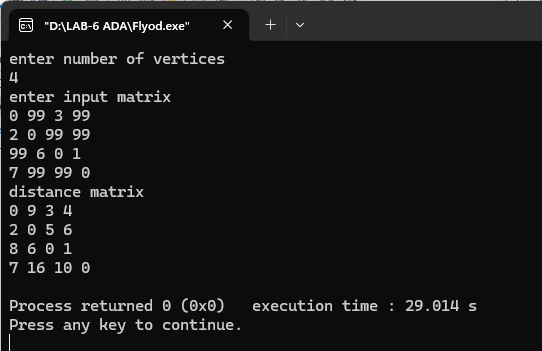 "D:\LAB-6 ADA\Flyod.exe"
enter number of vertices
4
enter input matrix
0 99 3 99
2 0 99 99
99 6 0 1
7 99 99 0
distance matrix
0 9 3 4
2 0 5 6
8 6 0 1
7 16 10 0
Process returned 0 (0x0)   execution time : 29.014 s
Press any key to continue.